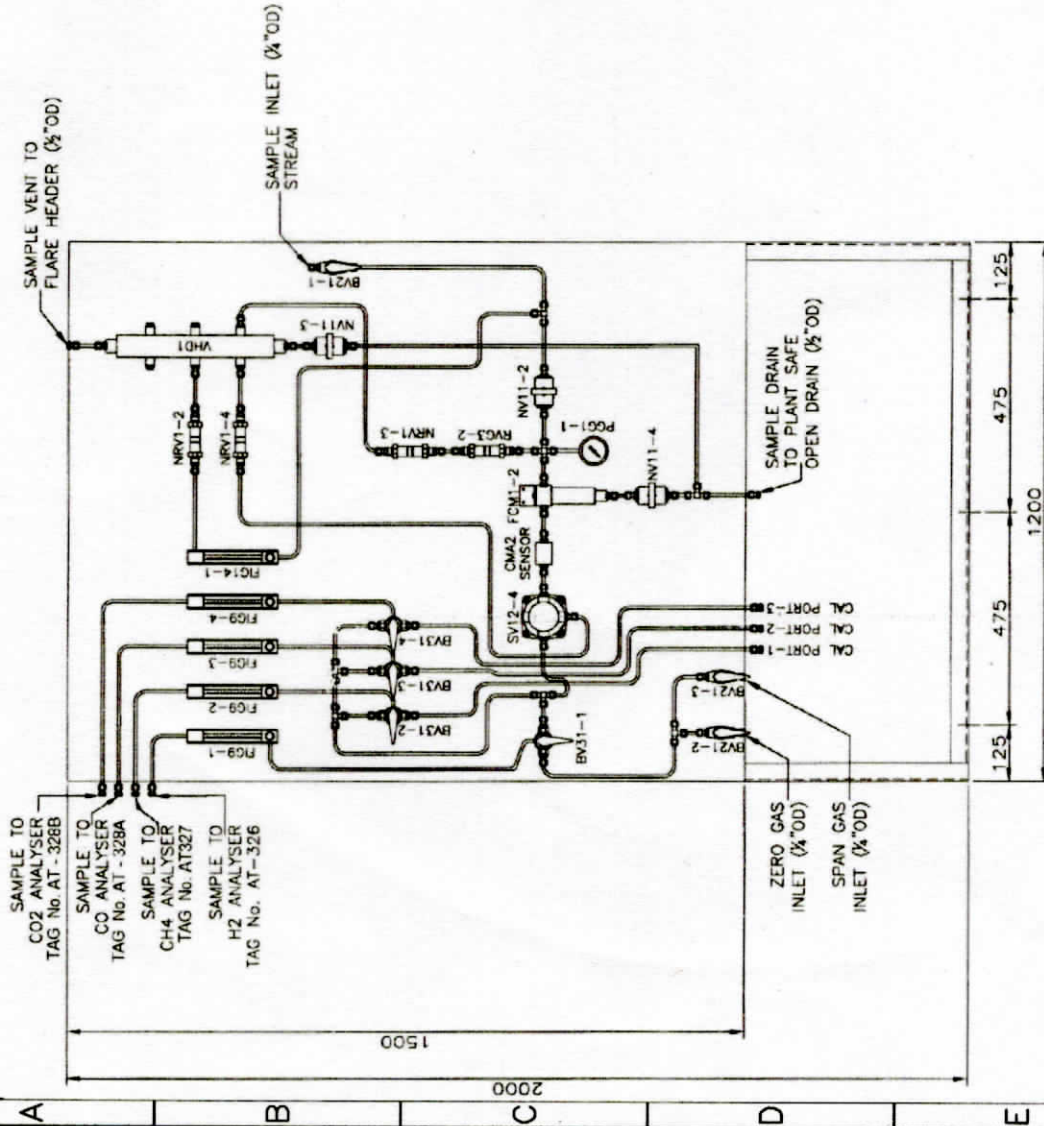 SAMPLE VENT TO
FLARE HEADER (½"OD)
SAMPLE INLET (¼"OD)
STREAM
SAMPLE TO
CO2 ANALYSER
TAG No. AT - 328B
SAMPLE TO
CO ANALYSER
TAG No. AT - 328A
SAMPLE TO
CH4 ANALYSER
TAG No. AT327
SAMPLE TO
H2 ANALYSER
TAG No. AT-326
VHD1
NV11-3
BV21-1
NRV1-2
NRV1-4
FIG14-1
FIG9-4
FIG9-3
FIG9-2
FIG9-1
NRV1-3
RVG3-2
NV11-2
PGG1-1
FCM1-2
NV11-4
CMA2
SENSOR
SV12-4
BV31-4
BV31-3
BV31-2
BV31-1
BV21-3
BV21-2
CAL PORT-3
CAL PORT-2
CAL PORT-1
SAMPLE DRAIN
TO PLANT SAFE
OPEN DRAIN (½"OD)
ZERO GAS
INLET (¼"OD)
SPAN GAS
INLET (¼"OD)
125
475
475
125
1200
1500
2000
A
B
C
D
E